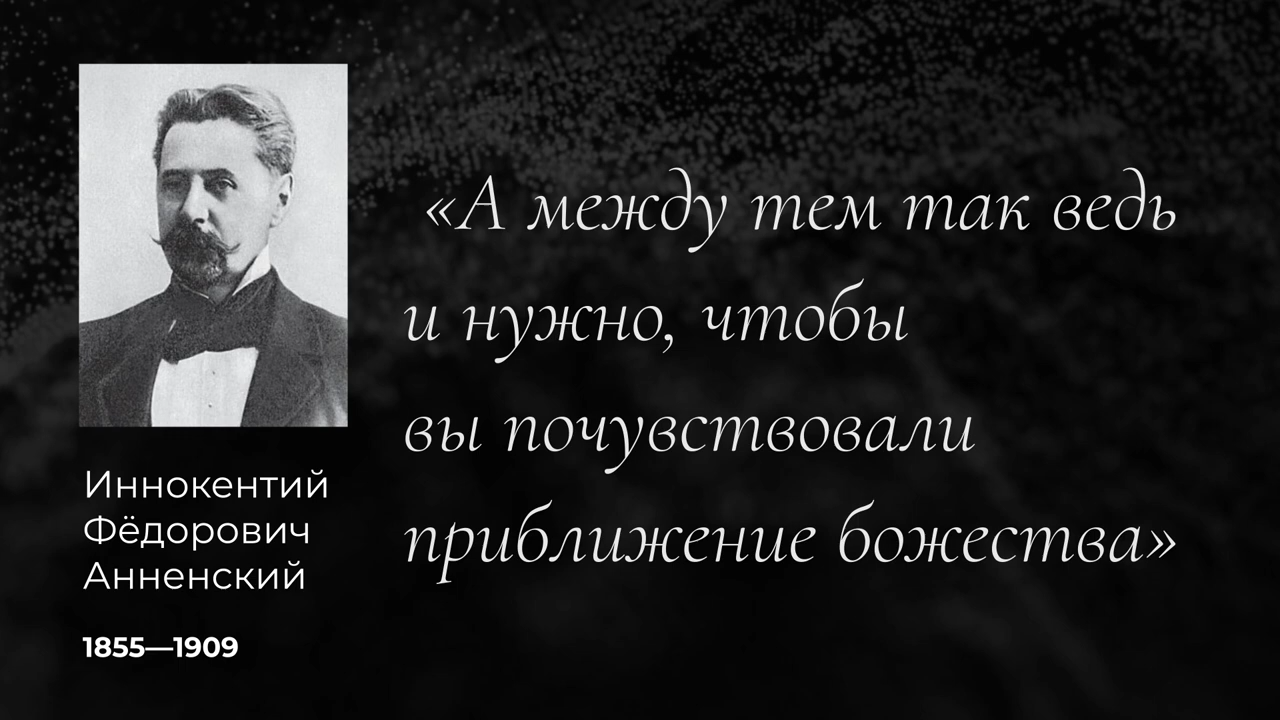 «А между тем так ведь
и нужно, чтобы
вы почувствовали
приближение божества»
Иннокентий
Фёдорович
Анненский
1855—1909